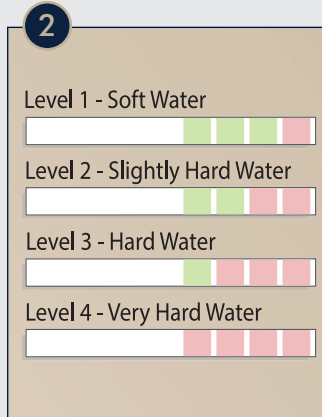 2
Level 1 - Soft Water
Level 2 - Slightly Hard Water
Level 3 - Hard Water
Level 4 - Very Hard Water